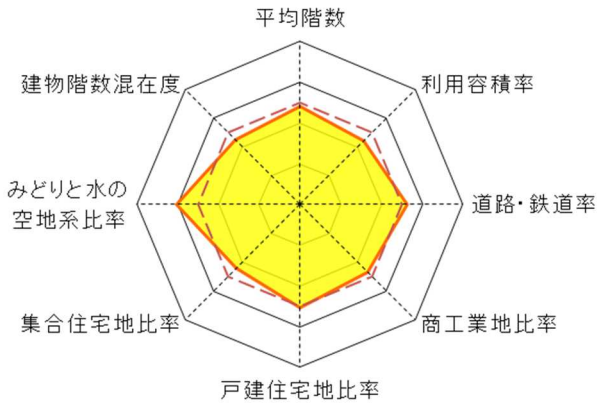 平均階数
建物階数混在度
利用容積率
みどりと水の
空地系比率
道路・鉄道率
集合住宅地比率
商工業地比率
戸建住宅地比率